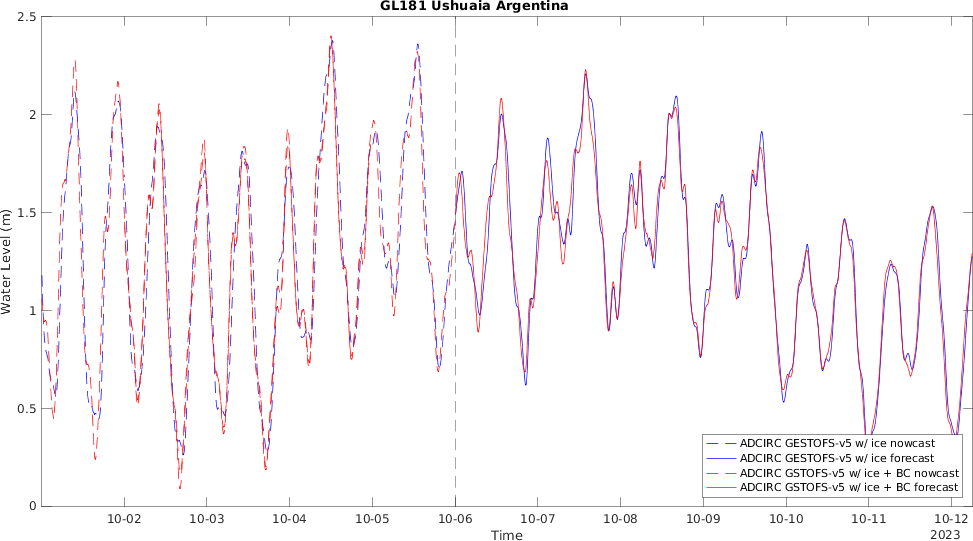 GL181 Ushuaia Argentina
2.5
2
1.5
1
0.5
0
Water Level (m)
10-02 10-03 10-04 10-05 10-06 10-07 10-08 10-09 10-10 10-11 10-12
Time
2023
ADCIRC GESTOFS-v5 w/ ice nowcast
ADCIRC GESTOFS-v5 w/ ice forecast
ADCIRC GSTOFS-v5 w/ ice + BC nowcast
ADCIRC GSTOFS-v5 w/ ice + BC forecast